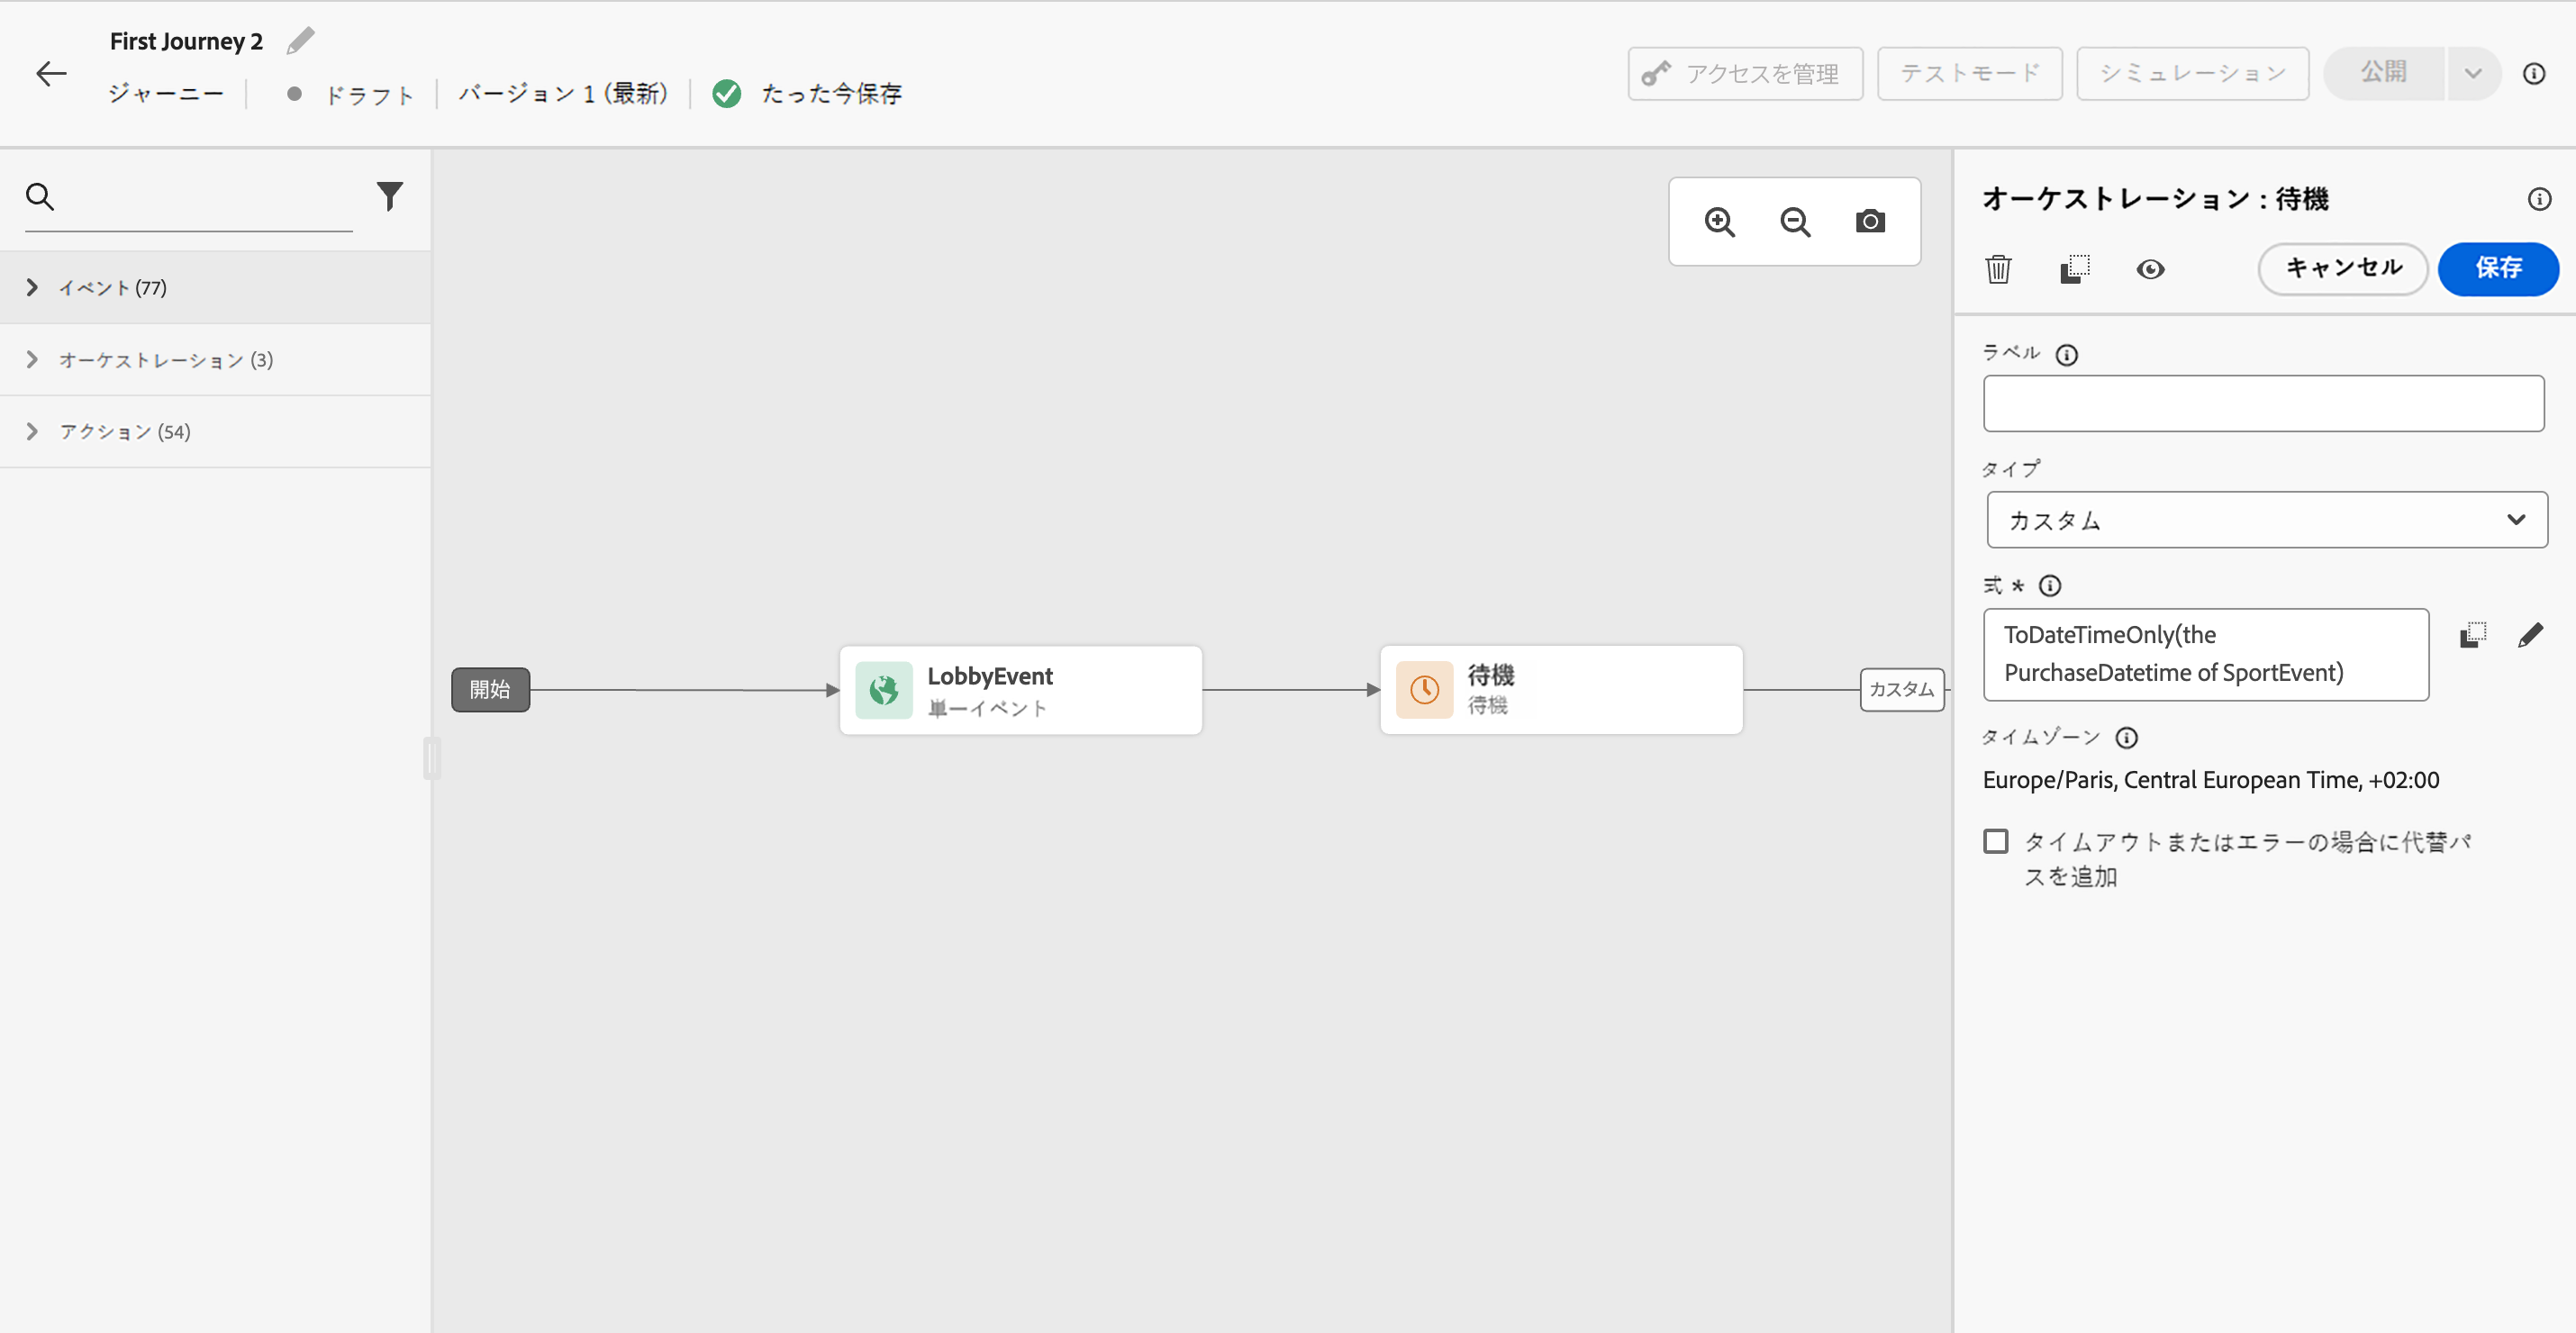 First Journey 2
ジャーニー
ドラフト
バージョン 1 (最新)
たった今保存
アクセスを管理
テストモード
シミュレーション
公開
イベント (77)
オーケストレーション (3)
アクション (54)
開始
LobbyEvent
単一イベント
待機
待機
カスタム
オーケストレーション : 待機
キャンセル
保存
ラベル
タイプ
カスタム
式 *
ToDateTimeOnly(the
PurchaseDatetime of SportEvent)
タイムゾーン
Europe/Paris, Central European Time, +02:00
タイムアウトまたはエラーの場合に代替パ
スを追加